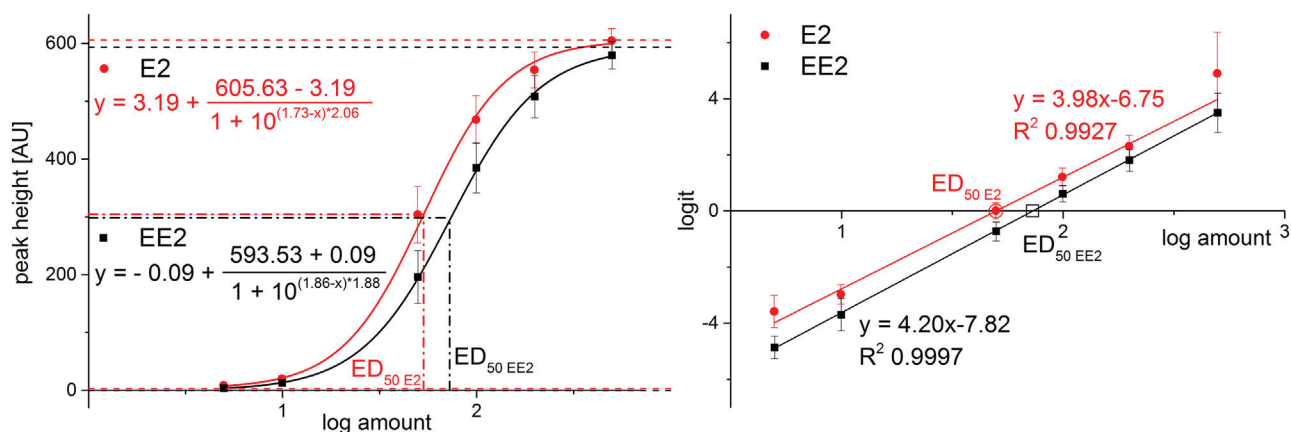 600
400
200
0
peak height [AU]
E2
y = 3.19 + 605.63 - 3.19
1 + 10^(1.73-x)*2.06
EE2
y = - 0.09 + 593.53 + 0.09
1 + 10^(1.86-x)*1.88
ED50 E2
ED50 EE2
1
2
log amount
E2
EE2
y = 3.98x-6.75
R2 0.9927
ED50 E2
ED50 EE2
y = 4.20x-7.82
R2 0.9997
4
0
-4
logit
1
2
3
log amount